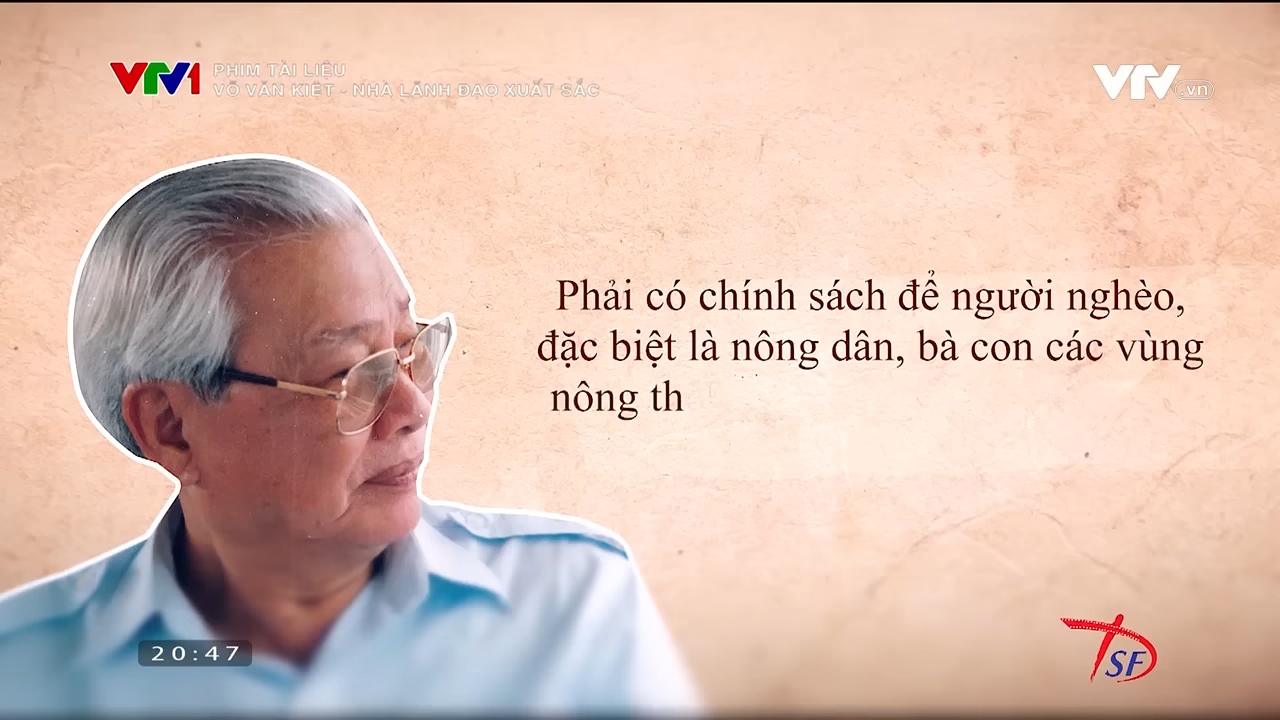 VTV1
PHIM TÀI LIỆU
VÕ VĂN KIỆT - NHÀ LÃNH ĐẠO XUẤT SẮC
VTV.vn
Phải có chính sách để người nghèo,
đặc biệt là nông dân, bà con các vùng
nông th
20:47
TSF